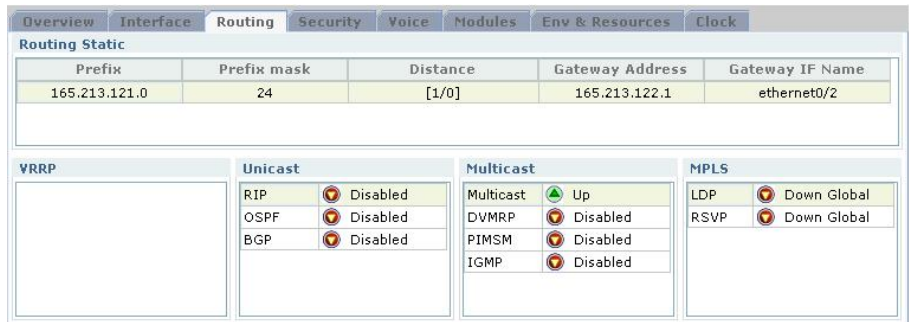 Overview Interface Routing Security Voice Modules Env & Resources Clock
Routing Static
Prefix Prefix mask Distance Gateway Address Gateway IF Name
165.213.121.0 24 [1/0] 165.213.122.1 ethernet0/2
VRRP
Unicast
RIP Disabled
OSPF Disabled
BGP Disabled
Multicast
Multicast Up
DVMRP Disabled
PIMSM Disabled
IGMP Disabled
MPLS
LDP Down Global
RSVP Down Global